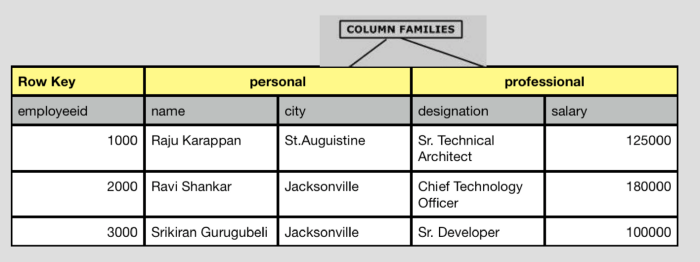 COLUMN FAMILIES
Row Key personal professional
employeeid name city designation salary
1000 Raju Karappan St.Auguistine Sr. Technical 125000
Architect
2000 Ravi Shankar Jacksonville Chief Technology 180000
Officer
3000 Srikiran Gurugubeli Jacksonville Sr. Developer 100000